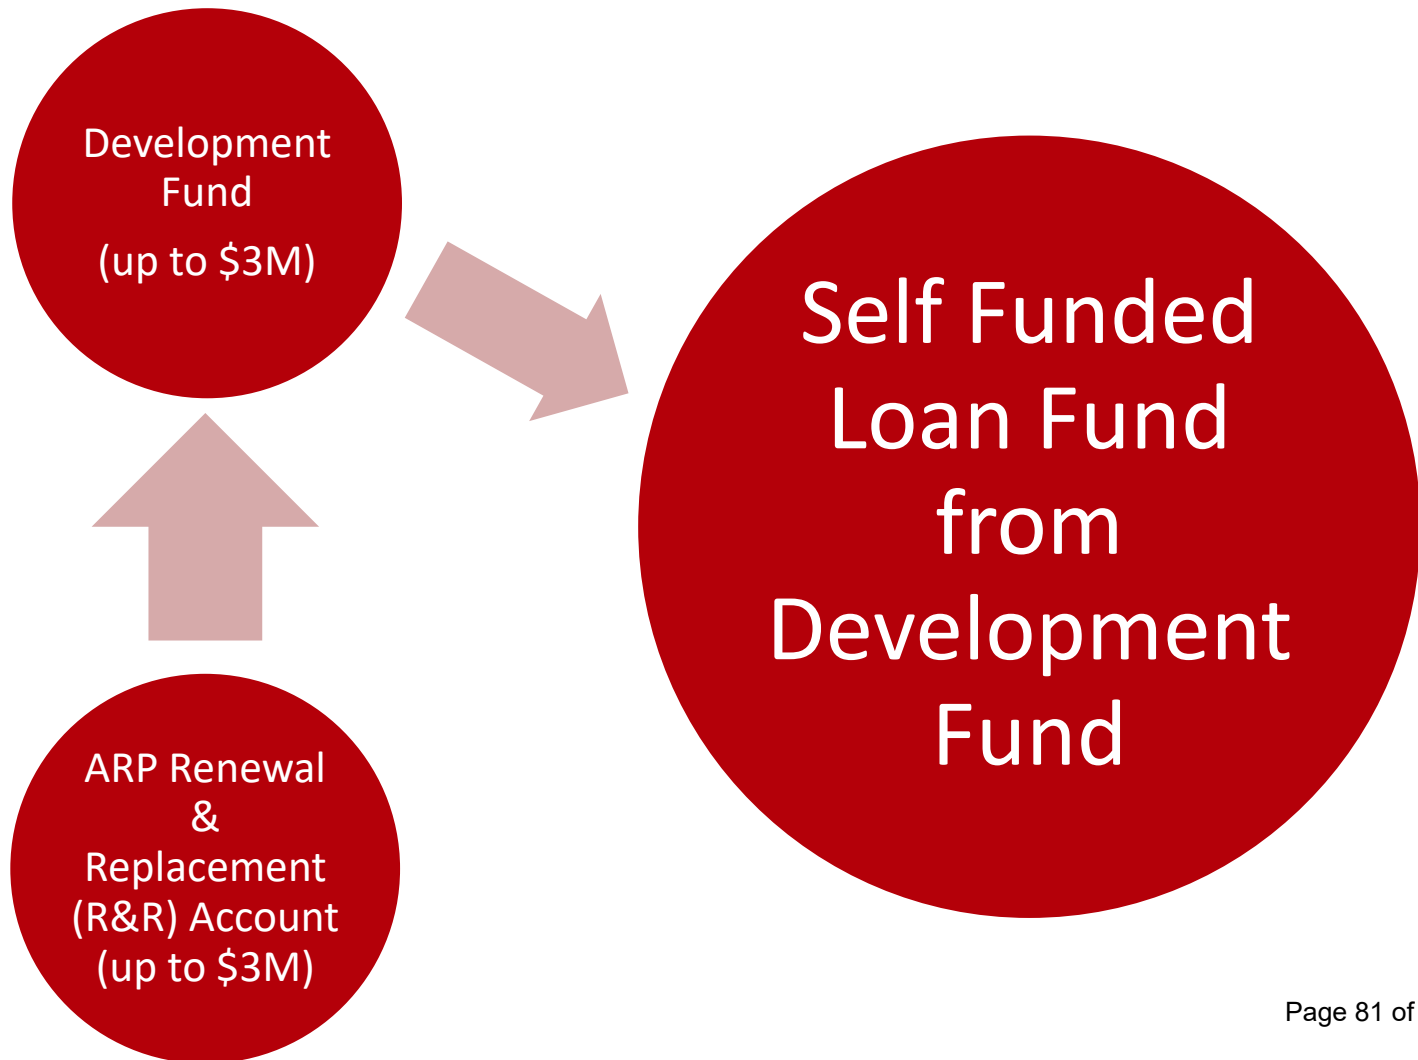 Development
Fund
(up to $3M)
Self Funded
Loan Fund
from
Development
Fund
ARP Renewal
&
Replacement
(R&R) Account
(up to $3M)
Page 81 of